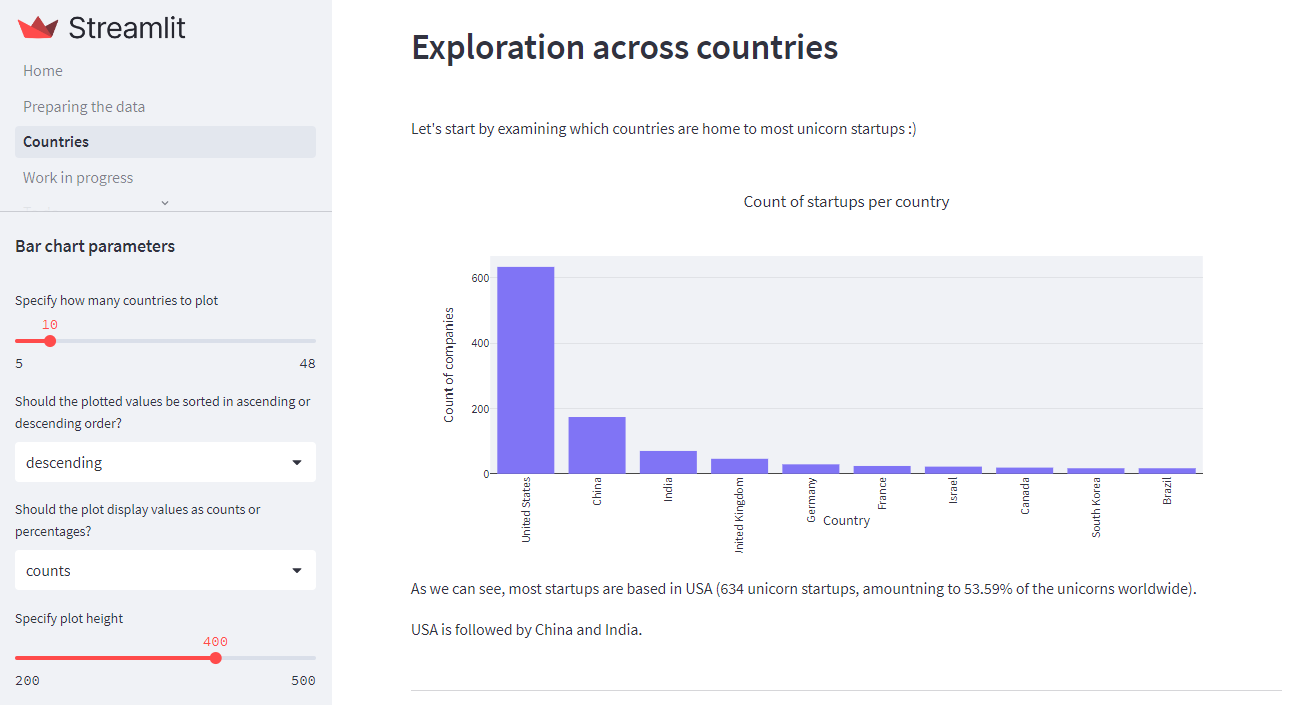 Streamlit
Home
Preparing the data
Countries
Work in progress
Bar chart parameters
Specify how many countries to plot
10
5 48
Should the plotted values be sorted in ascending or
descending order?
descending
Should the plot display values as counts or
percentages?
counts
Specify plot height
400
200 500
Exploration across countries
Let's start by examining which countries are home to most unicorn startups :)
Count of startups per country
Count of companies
600
400
200
0
United States
China
India
United Kingdom
Germany
France
Israel
Canada
South Korea
Brazil
Country
As we can see, most startups are based in USA (634 unicorn startups, amountning to 53.59% of the unicorns worldwide).
USA is followed by China and India.